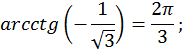 arcctg(−1/√3) = 2π/3;